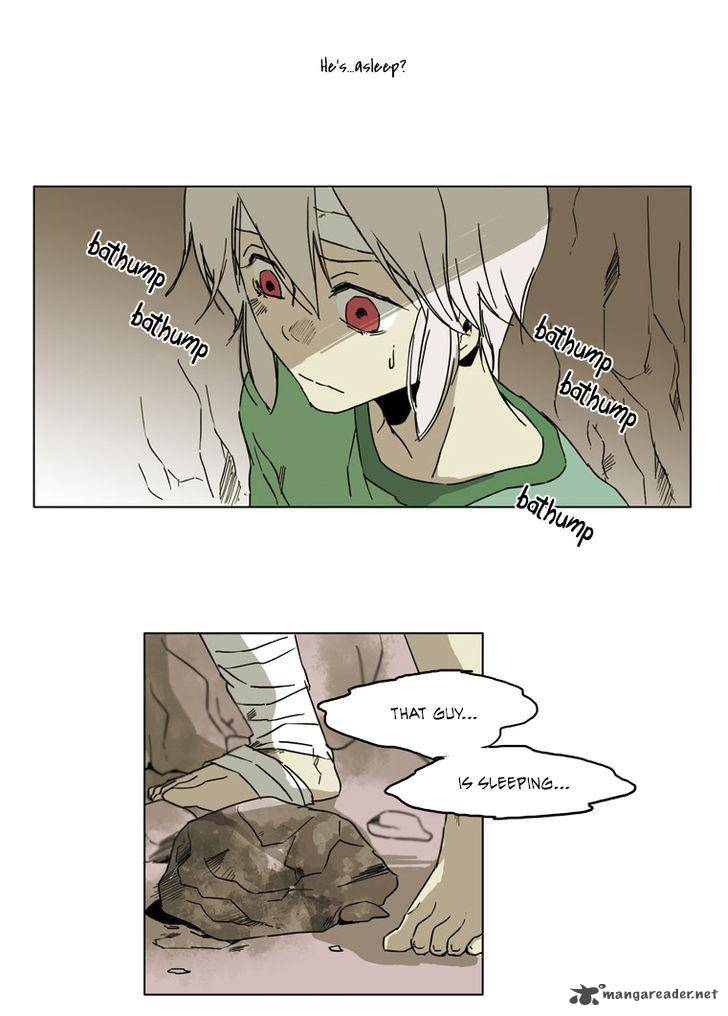 He's...asleep?
bathump
bathump
bathump
bathump
bathump
THAT GUY...
IS SLEEPING...
mangareader.net